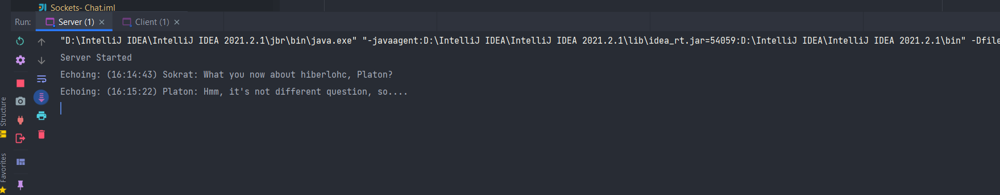 Sockets- Chat.iml
Run: Server (1) Client (1)
"D:\IntelliJ IDEA\IntelliJ IDEA 2021.2.1\jbr\bin\java.exe" "-javaagent:D:\IntelliJ IDEA\IntelliJ IDEA 2021.2.1\lib\idea_rt.jar=54059:D:\IntelliJ IDEA\IntelliJ IDEA 2021.2.1\bin" -Dfile
Server Started
Echoing: (16:14:43) Sokrat: What you now about hiberlohc, Platon?
Echoing: (16:15:22) Platon: Hmm, it's not different question, so....
Structure
Favorites